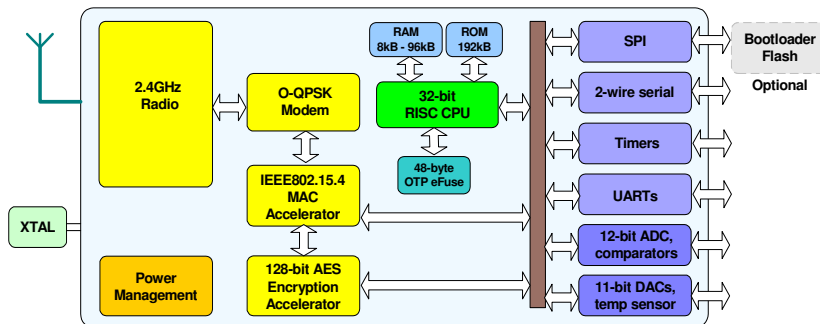 2.4GHz
Radio
O-QPSK
Modem
IEEE802.15.4
MAC
Accelerator
128-bit AES
Encryption
Accelerator
XTAL
Power
Management
RAM
8kB - 96kB
ROM
192kB
32-bit
RISC CPU
48-byte
OTP eFuse
SPI
2-wire serial
Timers
UARTs
12-bit ADC,
comparators
11-bit DACs,
temp sensor
Bootloader
Flash
Optional